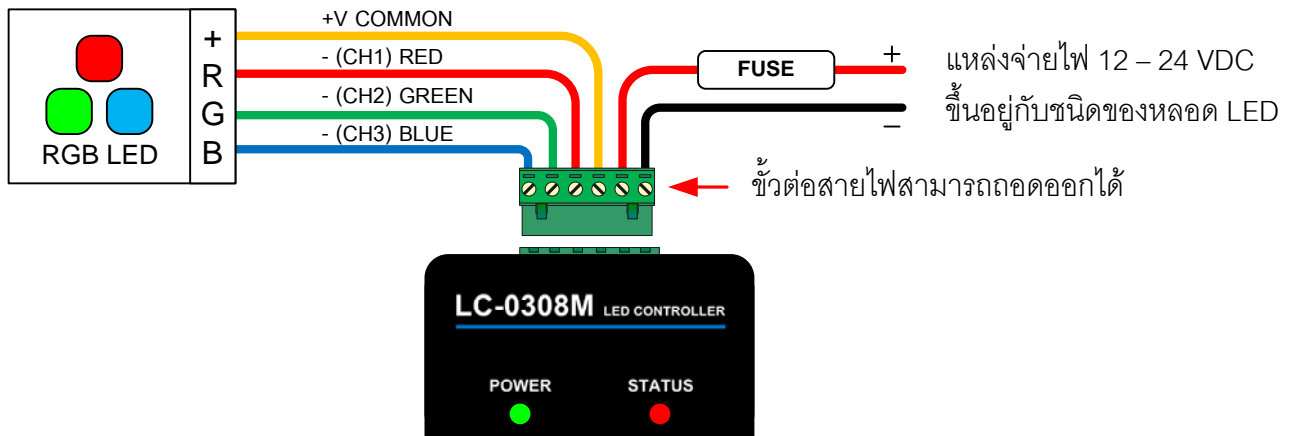 +V COMMON
+
- (CH1) RED
R
- (CH2) GREEN
G
- (CH3) BLUE
B
RGB LED
FUSE
+
–
แหล่งจ่ายไฟ 12 – 24 VDC
ขึ้นอยู่กับชนิดของหลอด LED
ขั้วต่อสายไฟสามารถถอดออกได้
LC-0308M LED CONTROLLER
POWER STATUS